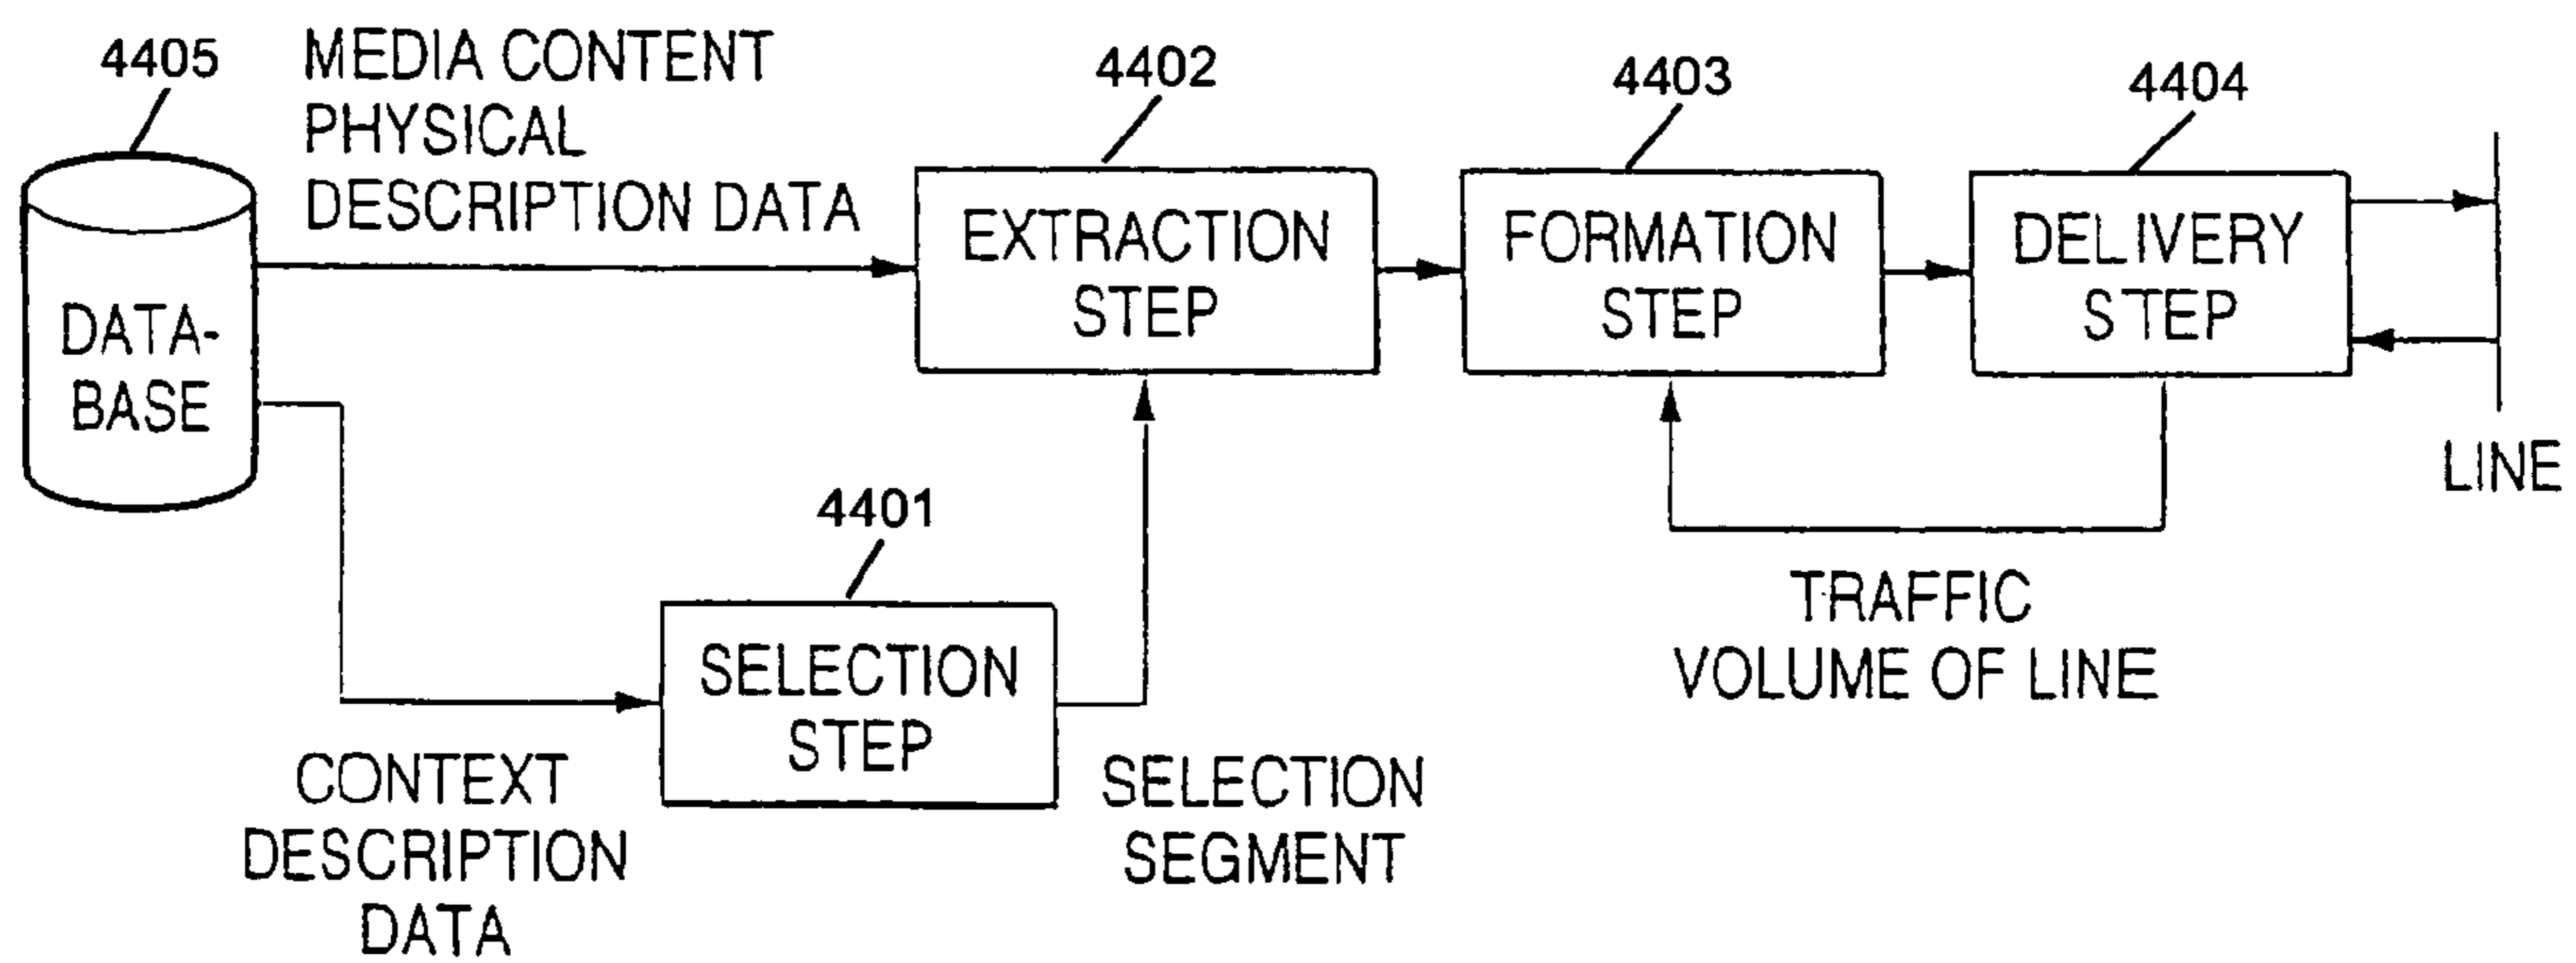 4405
MEDIA CONTENT
PHYSICAL
DESCRIPTION DATA
4402
4403
4404
DATA-
BASE
EXTRACTION
STEP
FORMATION
STEP
DELIVERY
STEP
LINE
4401
SELECTION
STEP
TRAFFIC
VOLUME OF LINE
CONTEXT
DESCRIPTION
DATA
SELECTION
SEGMENT